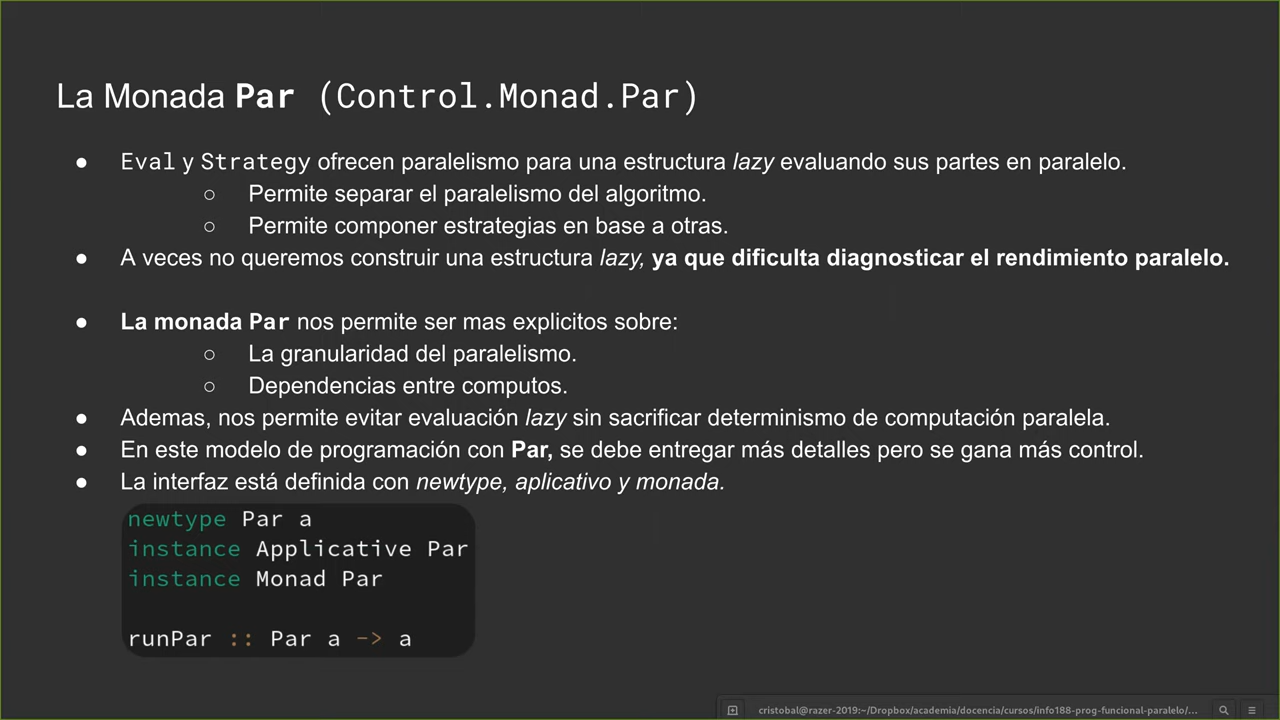 La Monada Par (Control.Monad.Par)
● Eval y Strategy ofrecen paralelismo para una estructura lazy evaluando sus partes en paralelo.
○ Permite separar el paralelismo del algoritmo.
○ Permite componer estrategias en base a otras.
● A veces no queremos construir una estructura lazy, ya que dificulta diagnosticar el rendimiento paralelo.
● La monada Par nos permite ser mas explicitos sobre:
○ La granularidad del paralelismo.
○ Dependencias entre computos.
● Ademas, nos permite evitar evaluación lazy sin sacrificar determinismo de computación paralela.
● En este modelo de programación con Par, se debe entregar más detalles pero se gana más control.
● La interfaz está definida con newtype, aplicativo y monada.
newtype Par a
instance Applicative Par
instance Monad Par
runPar :: Par a -> a
cristobal@razer-2019:~/Dropbox/academia/docencia/cursos/info188-prog-funcional-paralelo/...